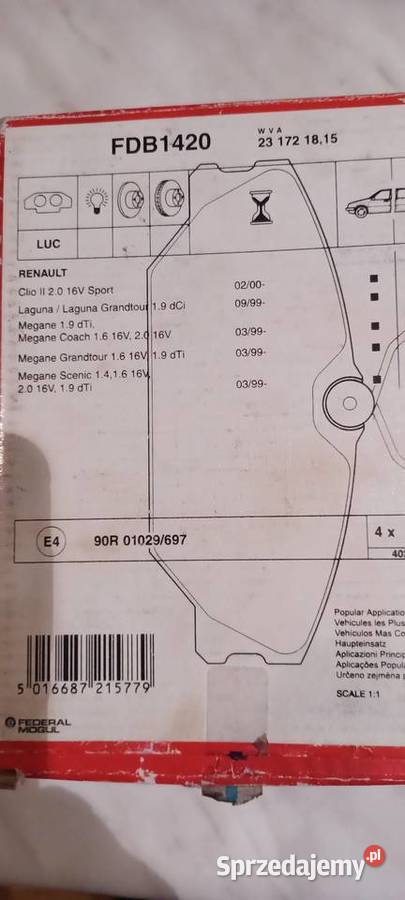 FDB1420
WVA
23 172 18,15
LUC
RENAULT
Clio II 2.0 16V Sport 02/00-
Laguna / Laguna Grandtour 1.9 dCi 09/99-
Megane 1.9 dTi,
Megane Coach 1.6 16V, 2.0 16V 03/99-
Megane Grandtour 1.6 16V, 1.9 dTi 03/99-
Megane Scenic 1.4,1.6 16V,
2.0 16V, 1.9 dTi 03/99-
E4 90R 01029/697 4 x
Popular Applicatio
Vehicules les Plus
Vehiculos Mas Co
Haupteinsatz
Aplicazioni Princip
Aplicações Popula
Určeno zejména p
SCALE 1:1
5 016687 215779
FEDERAL
MOGUL
Sprzedajemy.pl